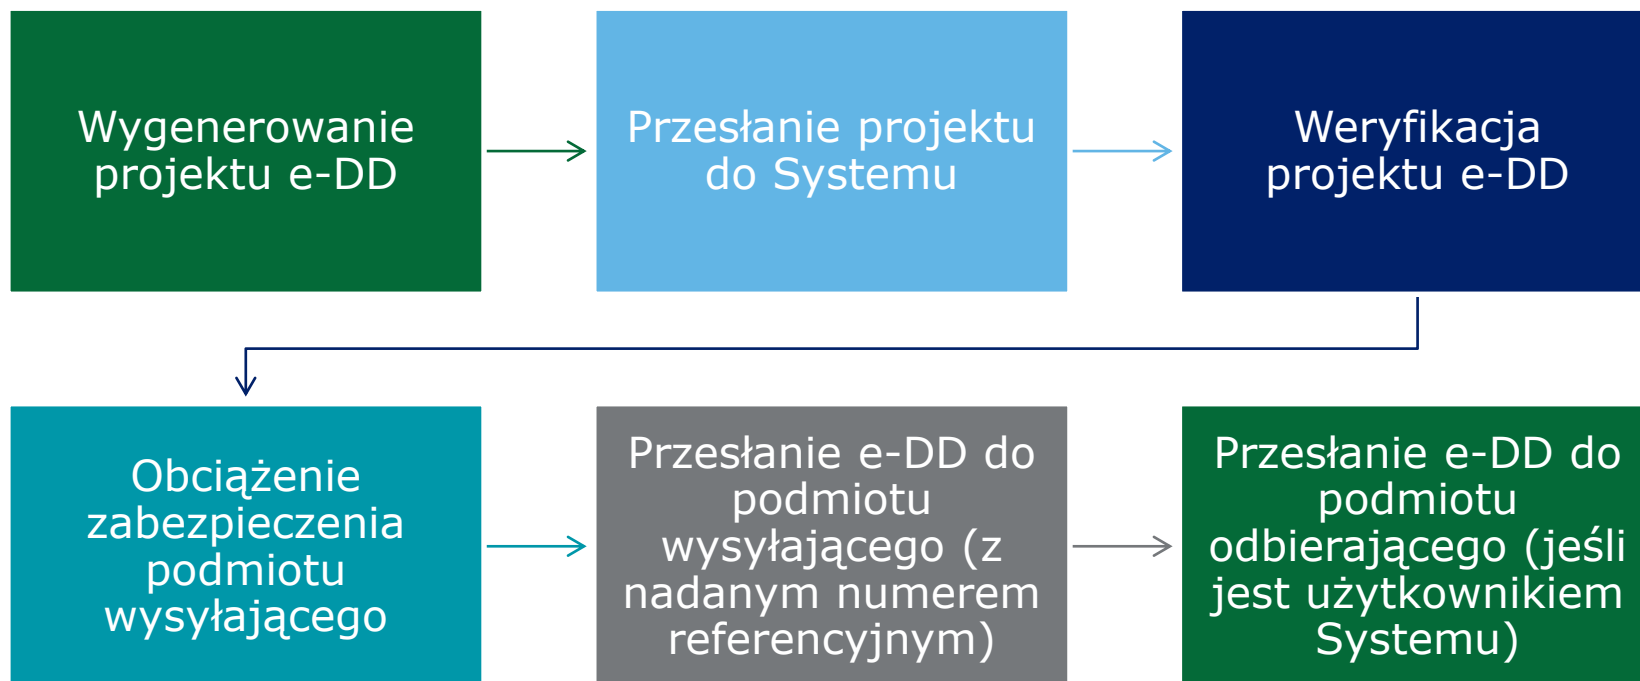 Wygenerowanie
projektu e-DD
Przesłanie projektu
do Systemu
Weryfikacja
projektu e-DD
Obciążenie
zabezpieczenia
podmiotu
wysyłającego
Przesłanie e-DD do
podmiotu
wysyłającego (z
nadanym numerem
referencyjnym)
Przesłanie e-DD do
podmiotu
odbierającego (jeśli
jest użytkownikiem
Systemu)